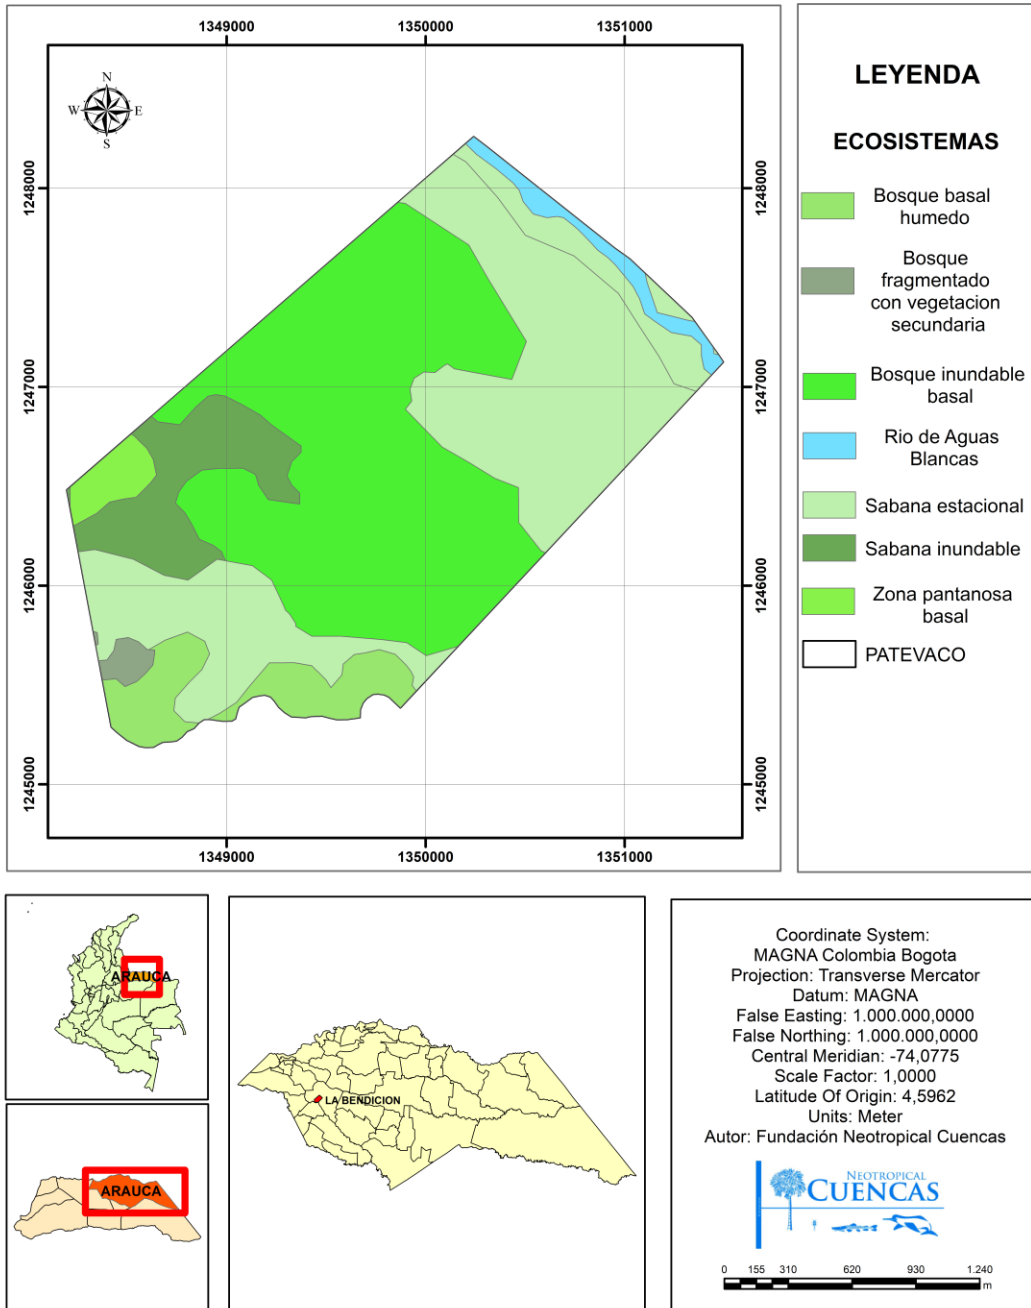 1349000
1350000
1351000
N
W
E
S
1248000
1247000
1246000
1245000
1248000
1247000
1246000
1245000
1349000
1350000
1351000
LEYENDA
ECOSISTEMAS
Bosque basal
humedo
Bosque
fragmentado
con vegetacion
secundaria
Bosque inundable
basal
Rio de Aguas
Blancas
Sabana estacional
Sabana inundable
Zona pantanosa
basal
PATEVACO
ARAUCA
ARAUCA
LA BENDICION
Coordinate System:
MAGNA Colombia Bogota
Projection: Transverse Mercator
Datum: MAGNA
False Easting: 1.000.000,0000
False Northing: 1.000.000,0000
Central Meridian: -74,0775
Scale Factor: 1,0000
Latitude Of Origin: 4,5962
Units: Meter
Autor: Fundación Neotropical Cuencas
NEOTROPICAL
CUENCAS
0 155 310 620 930 1.240
m